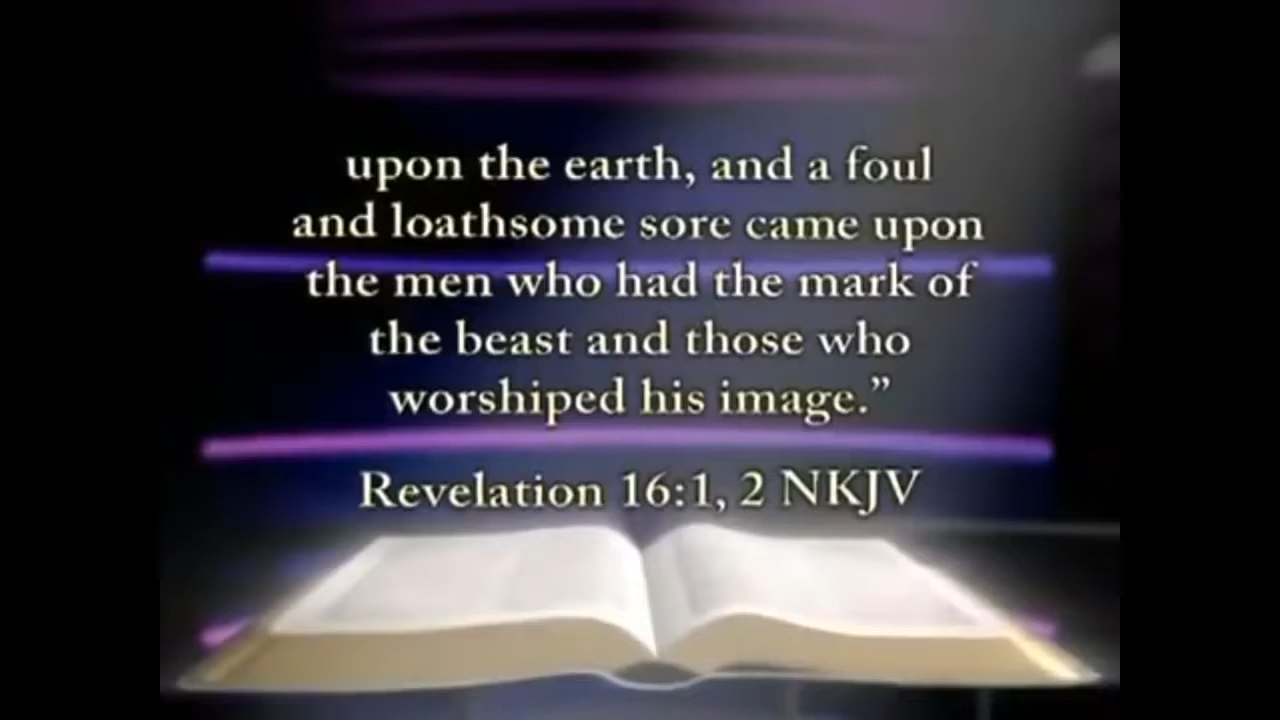 upon the earth, and a foul
and loathsome sore came upon
the men who had the mark of
the beast and those who
worshiped his image.”
Revelation 16:1, 2 NKJV